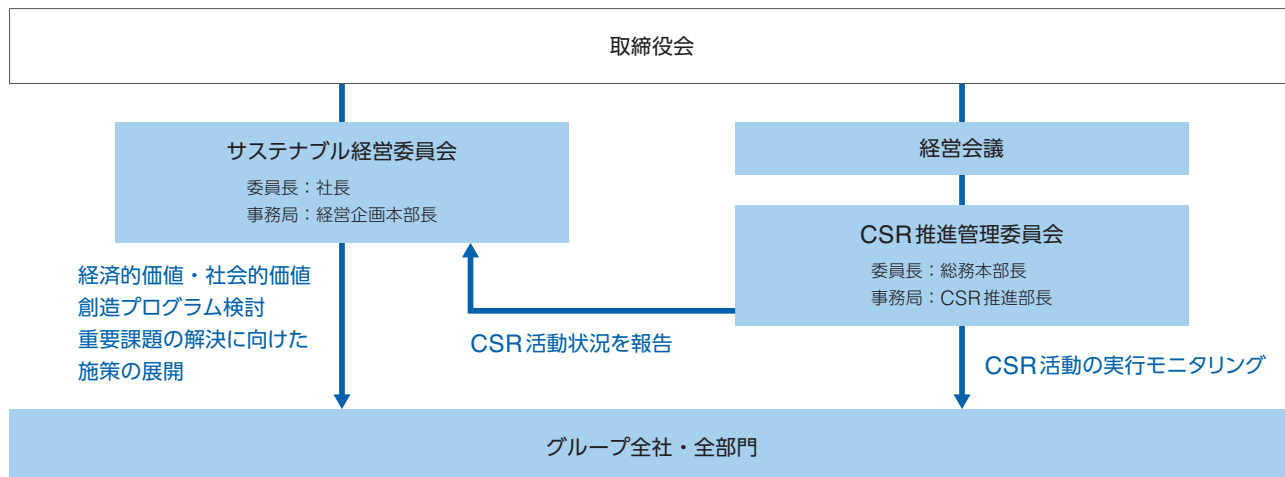 取締役会
サステナブル経営委員会
委員長：社長
事務局：経営企画本部長
経営会議
CSR推進管理委員会
委員長：総務本部長
事務局：CSR推進部長
経済的価値・社会的価値
創造プログラム検討
重要課題の解決に向けた
施策の展開
CSR活動状況を報告
CSR活動の実行モニタリング
グループ全社・全部門